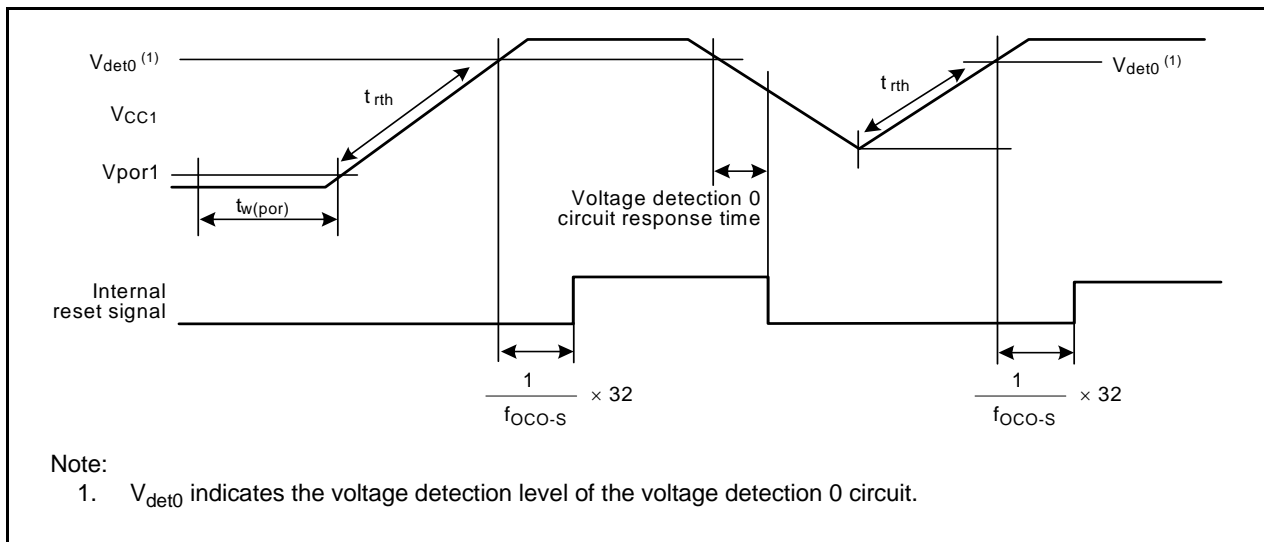 Vdet0 (1)
VCC1
Vpor1
trth
tw(por)
Voltage detection 0
circuit response time
trth
Vdet0 (1)
Internal
reset signal
1
fOCO-S
× 32
1
fOCO-S
× 32
Note:
1. Vdet0 indicates the voltage detection level of the voltage detection 0 circuit.